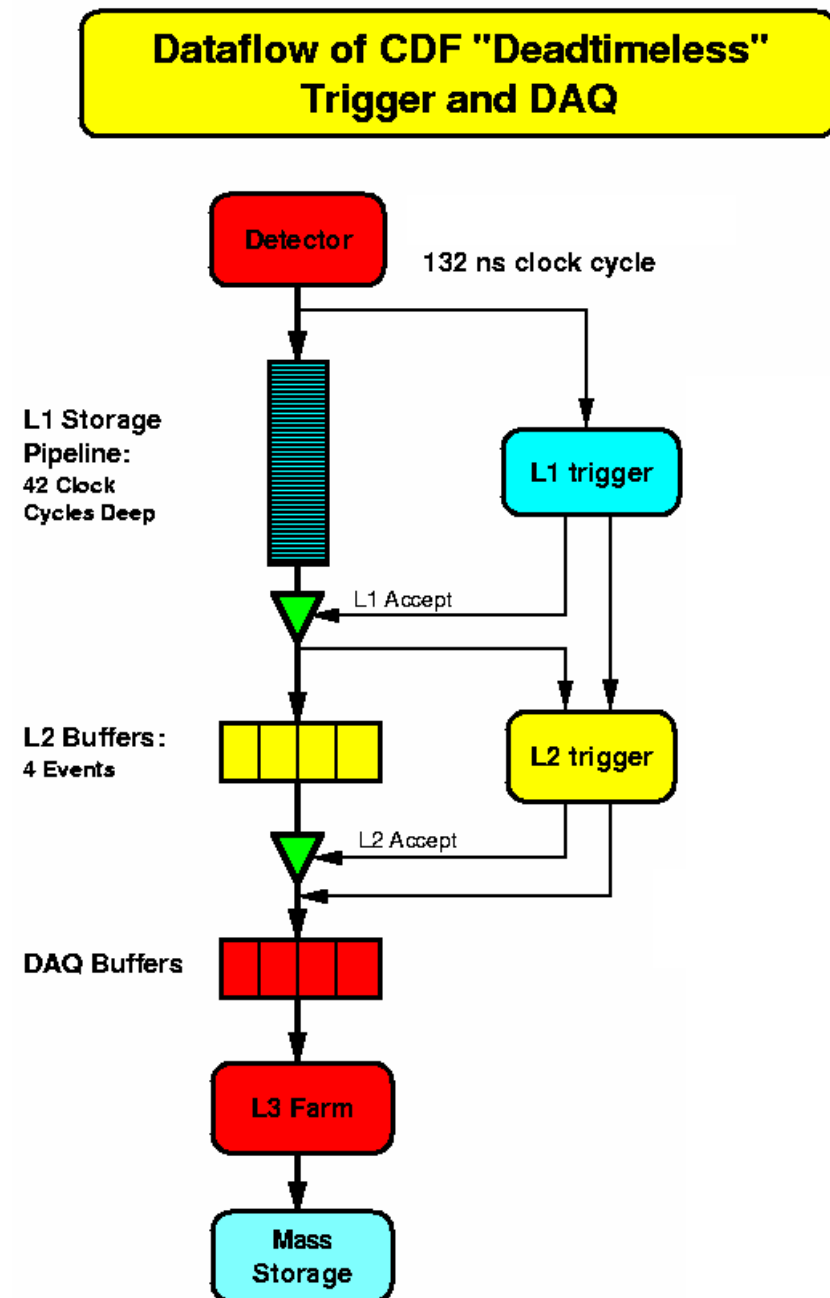 Dataflow of CDF "Deadtimeless"
Trigger and DAQ
Detector
132 ns clock cycle
L1 Storage
Pipeline:
42 Clock
Cycles Deep
L1 trigger
L1 Accept
L2 Buffers:
4 Events
L2 trigger
L2 Accept
DAQ Buffers
L3 Farm
Mass
Storage